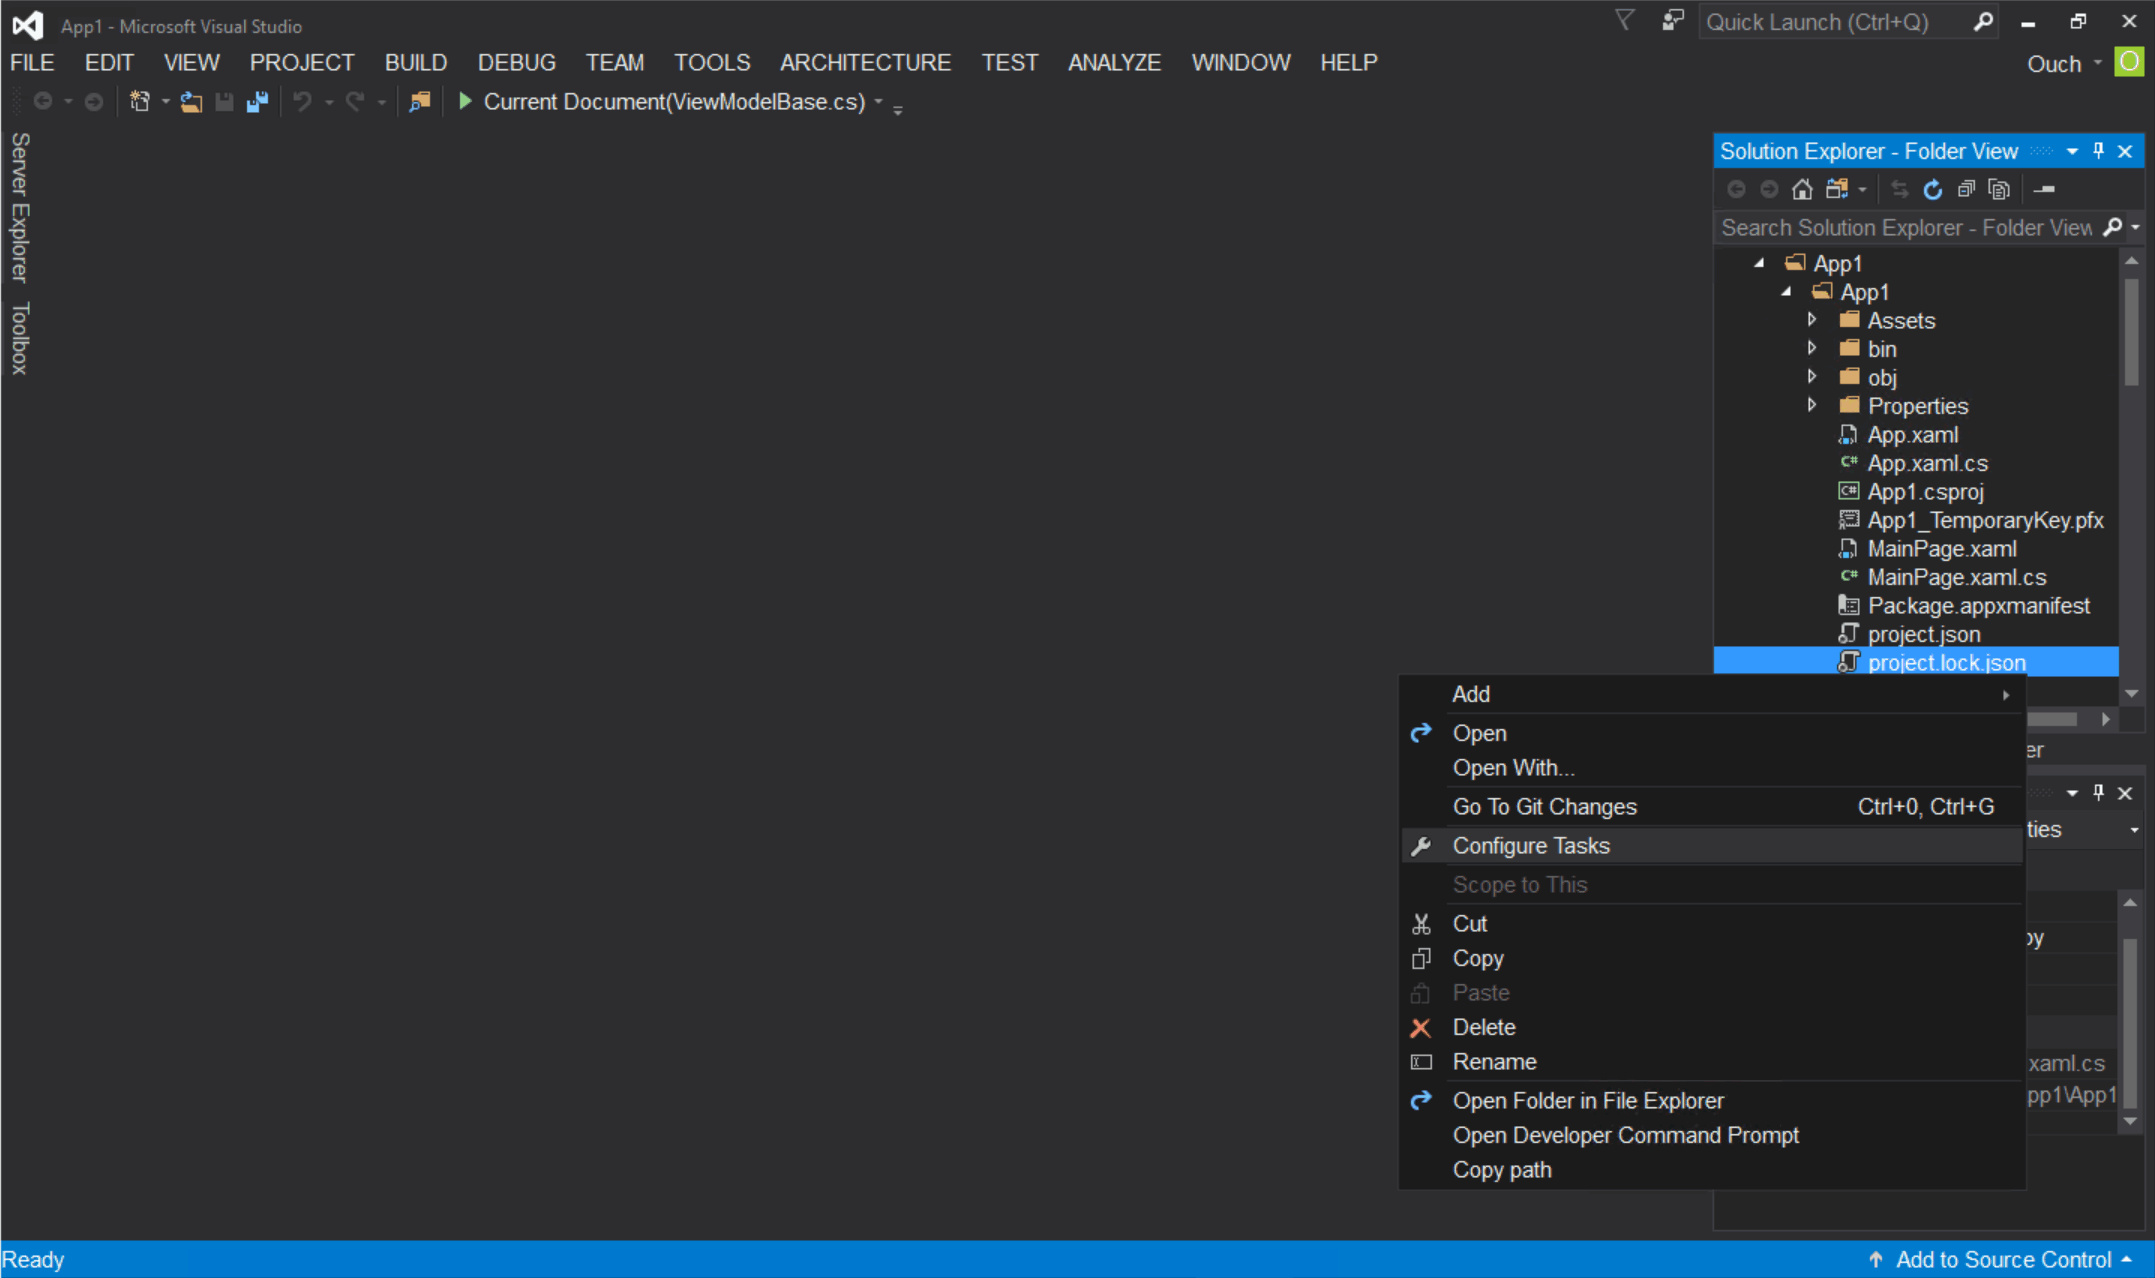 App1 - Microsoft Visual Studio
Quick Launch (Ctrl+Q)
FILE EDIT VIEW PROJECT BUILD DEBUG TEAM TOOLS ARCHITECTURE TEST ANALYZE WINDOW HELP
Ouch
O
Current Document(ViewModelBase.cs)
Server Explorer
Toolbox
Solution Explorer - Folder View
Search Solution Explorer - Folder View
App1
App1
Assets
bin
obj
Properties
App.xaml
C# App.xaml.cs
C# App1.csproj
App1_TemporaryKey.pfx
MainPage.xaml
C# MainPage.xaml.cs
Package.appxmanifest
project.json
project.lock.json
Add
Open
Open With...
Go To Git Changes Ctrl+0, Ctrl+G
Configure Tasks
Scope to This
Cut
Copy
Paste
Delete
Rename
Open Folder in File Explorer
Open Developer Command Prompt
Copy path
er
ties
py
xaml.cs
pp1\App1
Ready
Add to Source Control